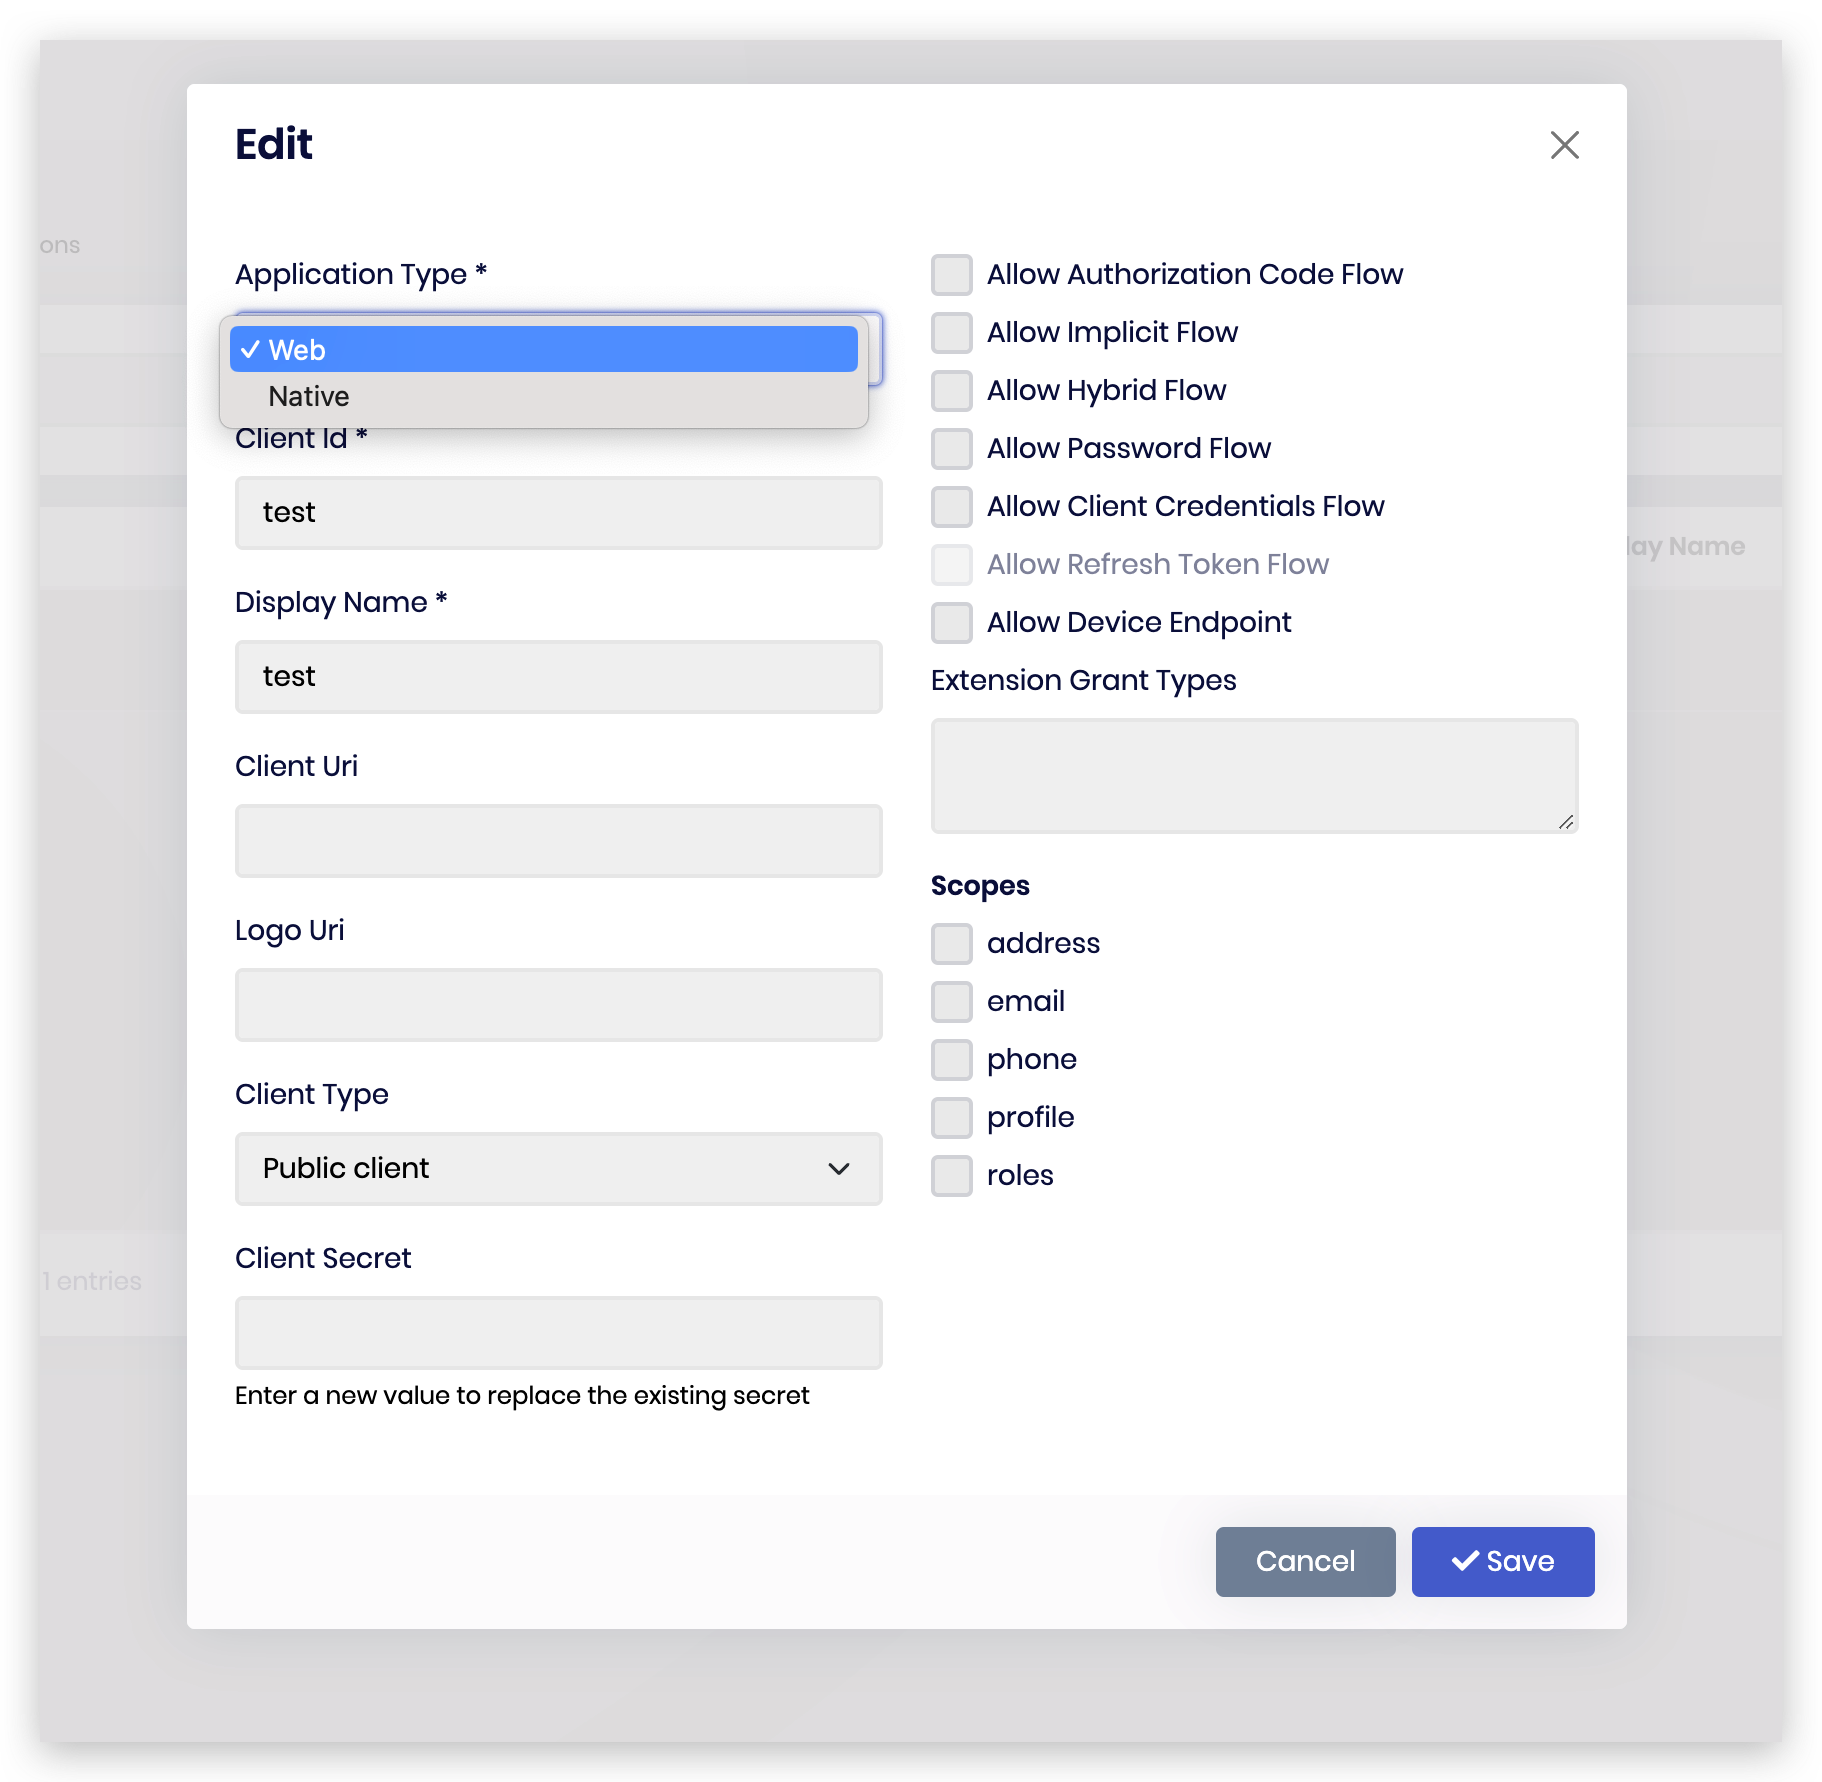 Edit
ons
Application Type *
Web
Native
Client Id *
test
Display Name *
test
Client Uri
Logo Uri
Client Type
Public client
Client Secret
Enter a new value to replace the existing secret
Allow Authorization Code Flow
Allow Implicit Flow
Allow Hybrid Flow
Allow Password Flow
Allow Client Credentials Flow
Allow Refresh Token Flow
Allow Device Endpoint
Extension Grant Types
Scopes
address
email
phone
profile
roles
lay Name
1 entries
Cancel
Save